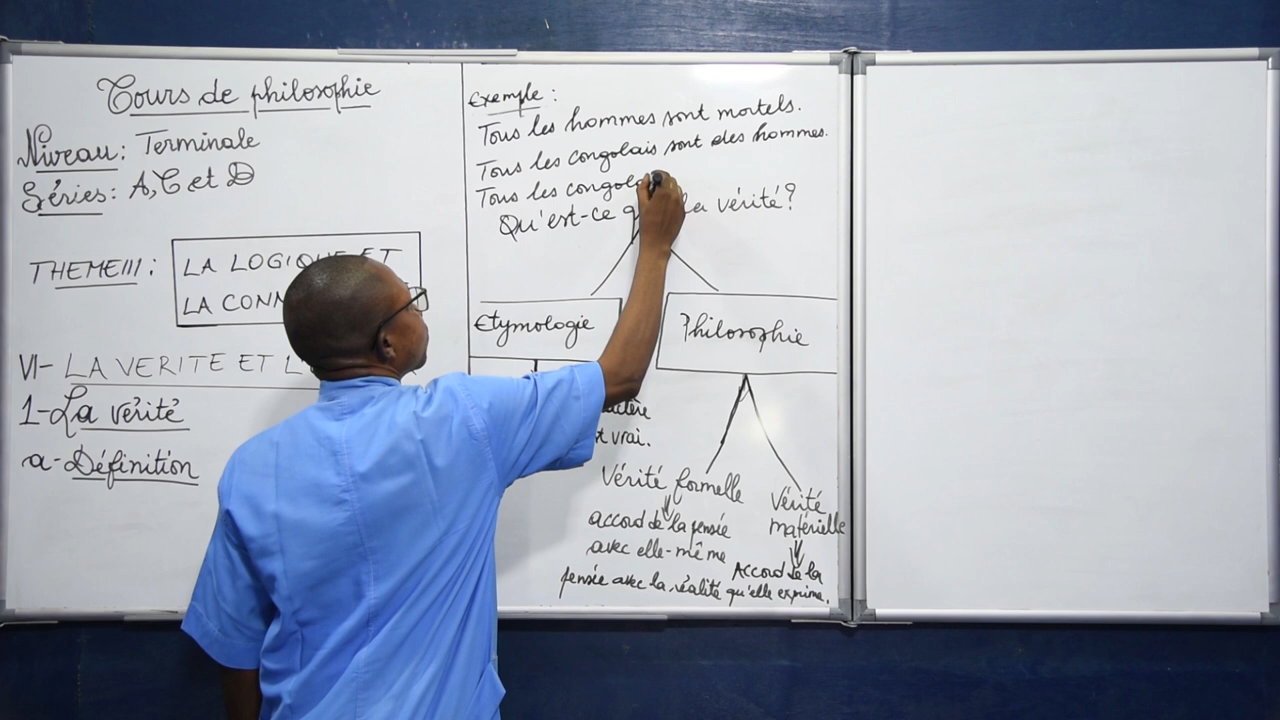 Cours de philosophie
Niveau: Terminale
Séries: A, C et D
THEME III: LA LOGIQUE ET
LA
VI- LA VERITE ET
1- La vérité
a- Définition
Exemple:
Tous les hommes sont mortels.
Tous les congolais sont des hommes.
Tous les
Qu'est-ce la vérité?
Etymologie
Philosophie
vrai.
Vérité formelle
accord de la pensée
avec elle-même
Vérité
matérielle
Accord de la
pensée avec la réalité qu'elle exprime.